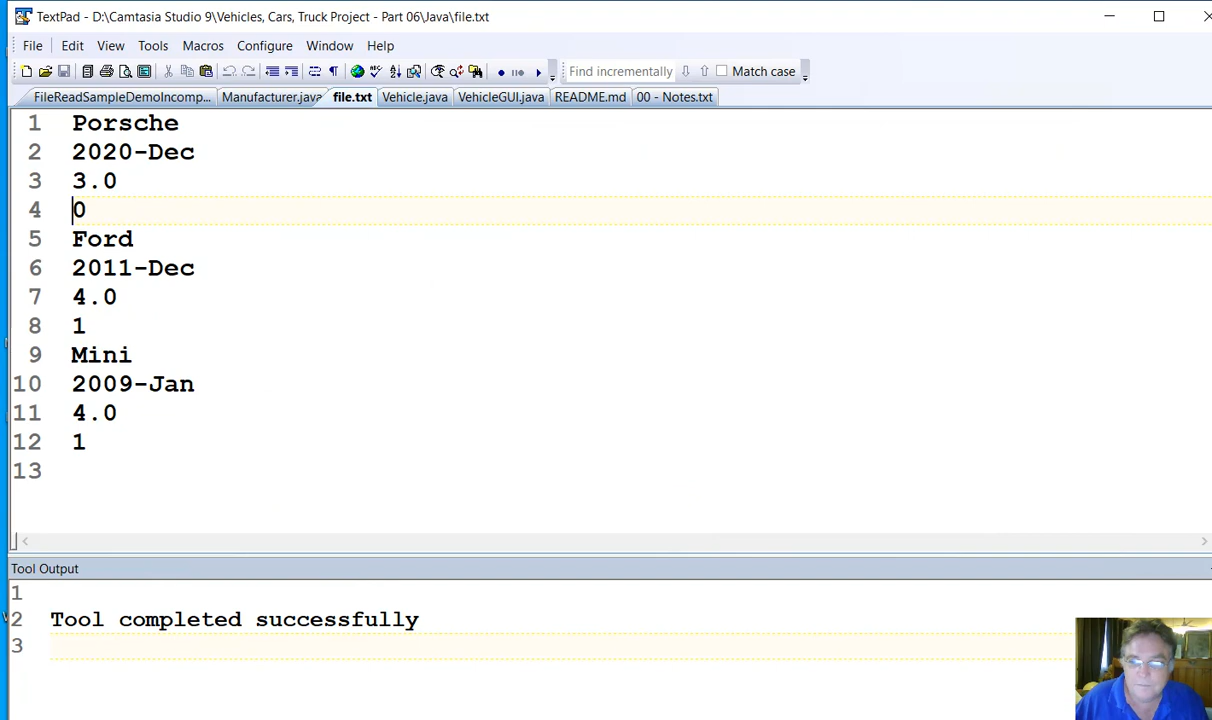 TextPad - D:\Camtasia Studio 9\Vehicles, Cars, Truck Project - Part 06\Java\file.txt
File Edit View Tools Macros Configure Window Help
Find incrementally Match case
FileReadSampleDemoIncomp... Manufacturer.java file.txt Vehicle.java VehicleGUI.java README.md 00 - Notes.txt
1 Porsche
2 2020-Dec
3 3.0
4 0
5 Ford
6 2011-Dec
7 4.0
8 1
9 Mini
10 2009-Jan
11 4.0
12 1
13
Tool Output
1
2 Tool completed successfully
3